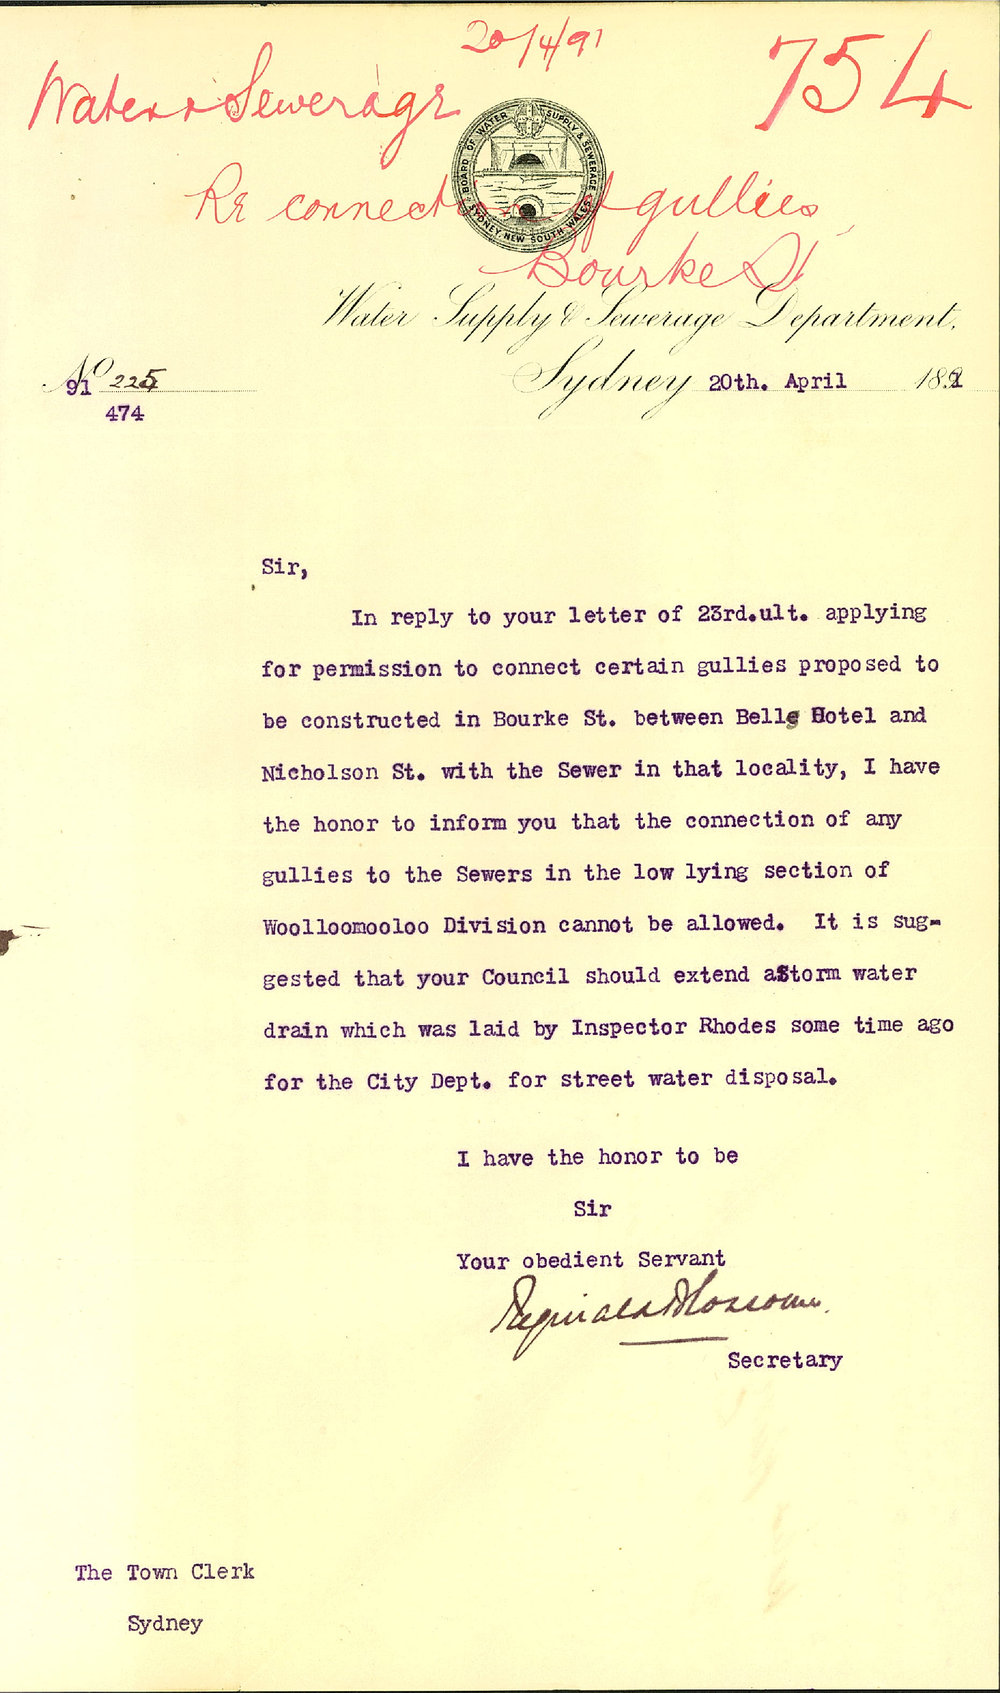 20/4/91
754
Water & Sewerage
BOARD OF WATER SUPPLY & SEWERAGE
SYDNEY, NEW SOUTH WALES
Re connection of gullies
Bourke St
Water Supply & Sewerage Department,
Sydney 20th. April 1891
No 225
91
474
Sir,
In reply to your letter of 23rd.ult. applying
for permission to connect certain gullies proposed to
be constructed in Bourke St. between Belle Hotel and
Nicholson St. with the Sewer in that locality, I have
the honor to inform you that the connection of any
gullies to the Sewers in the low lying section of
Woolloomooloo Division cannot be allowed. It is sug-
gested that your Council should extend aStorm water
drain which was laid by Inspector Rhodes some time ago
for the City Dept. for street water disposal.
I have the honor to be
Sir
Your obedient Servant
Reginald
Secretary
The Town Clerk
Sydney